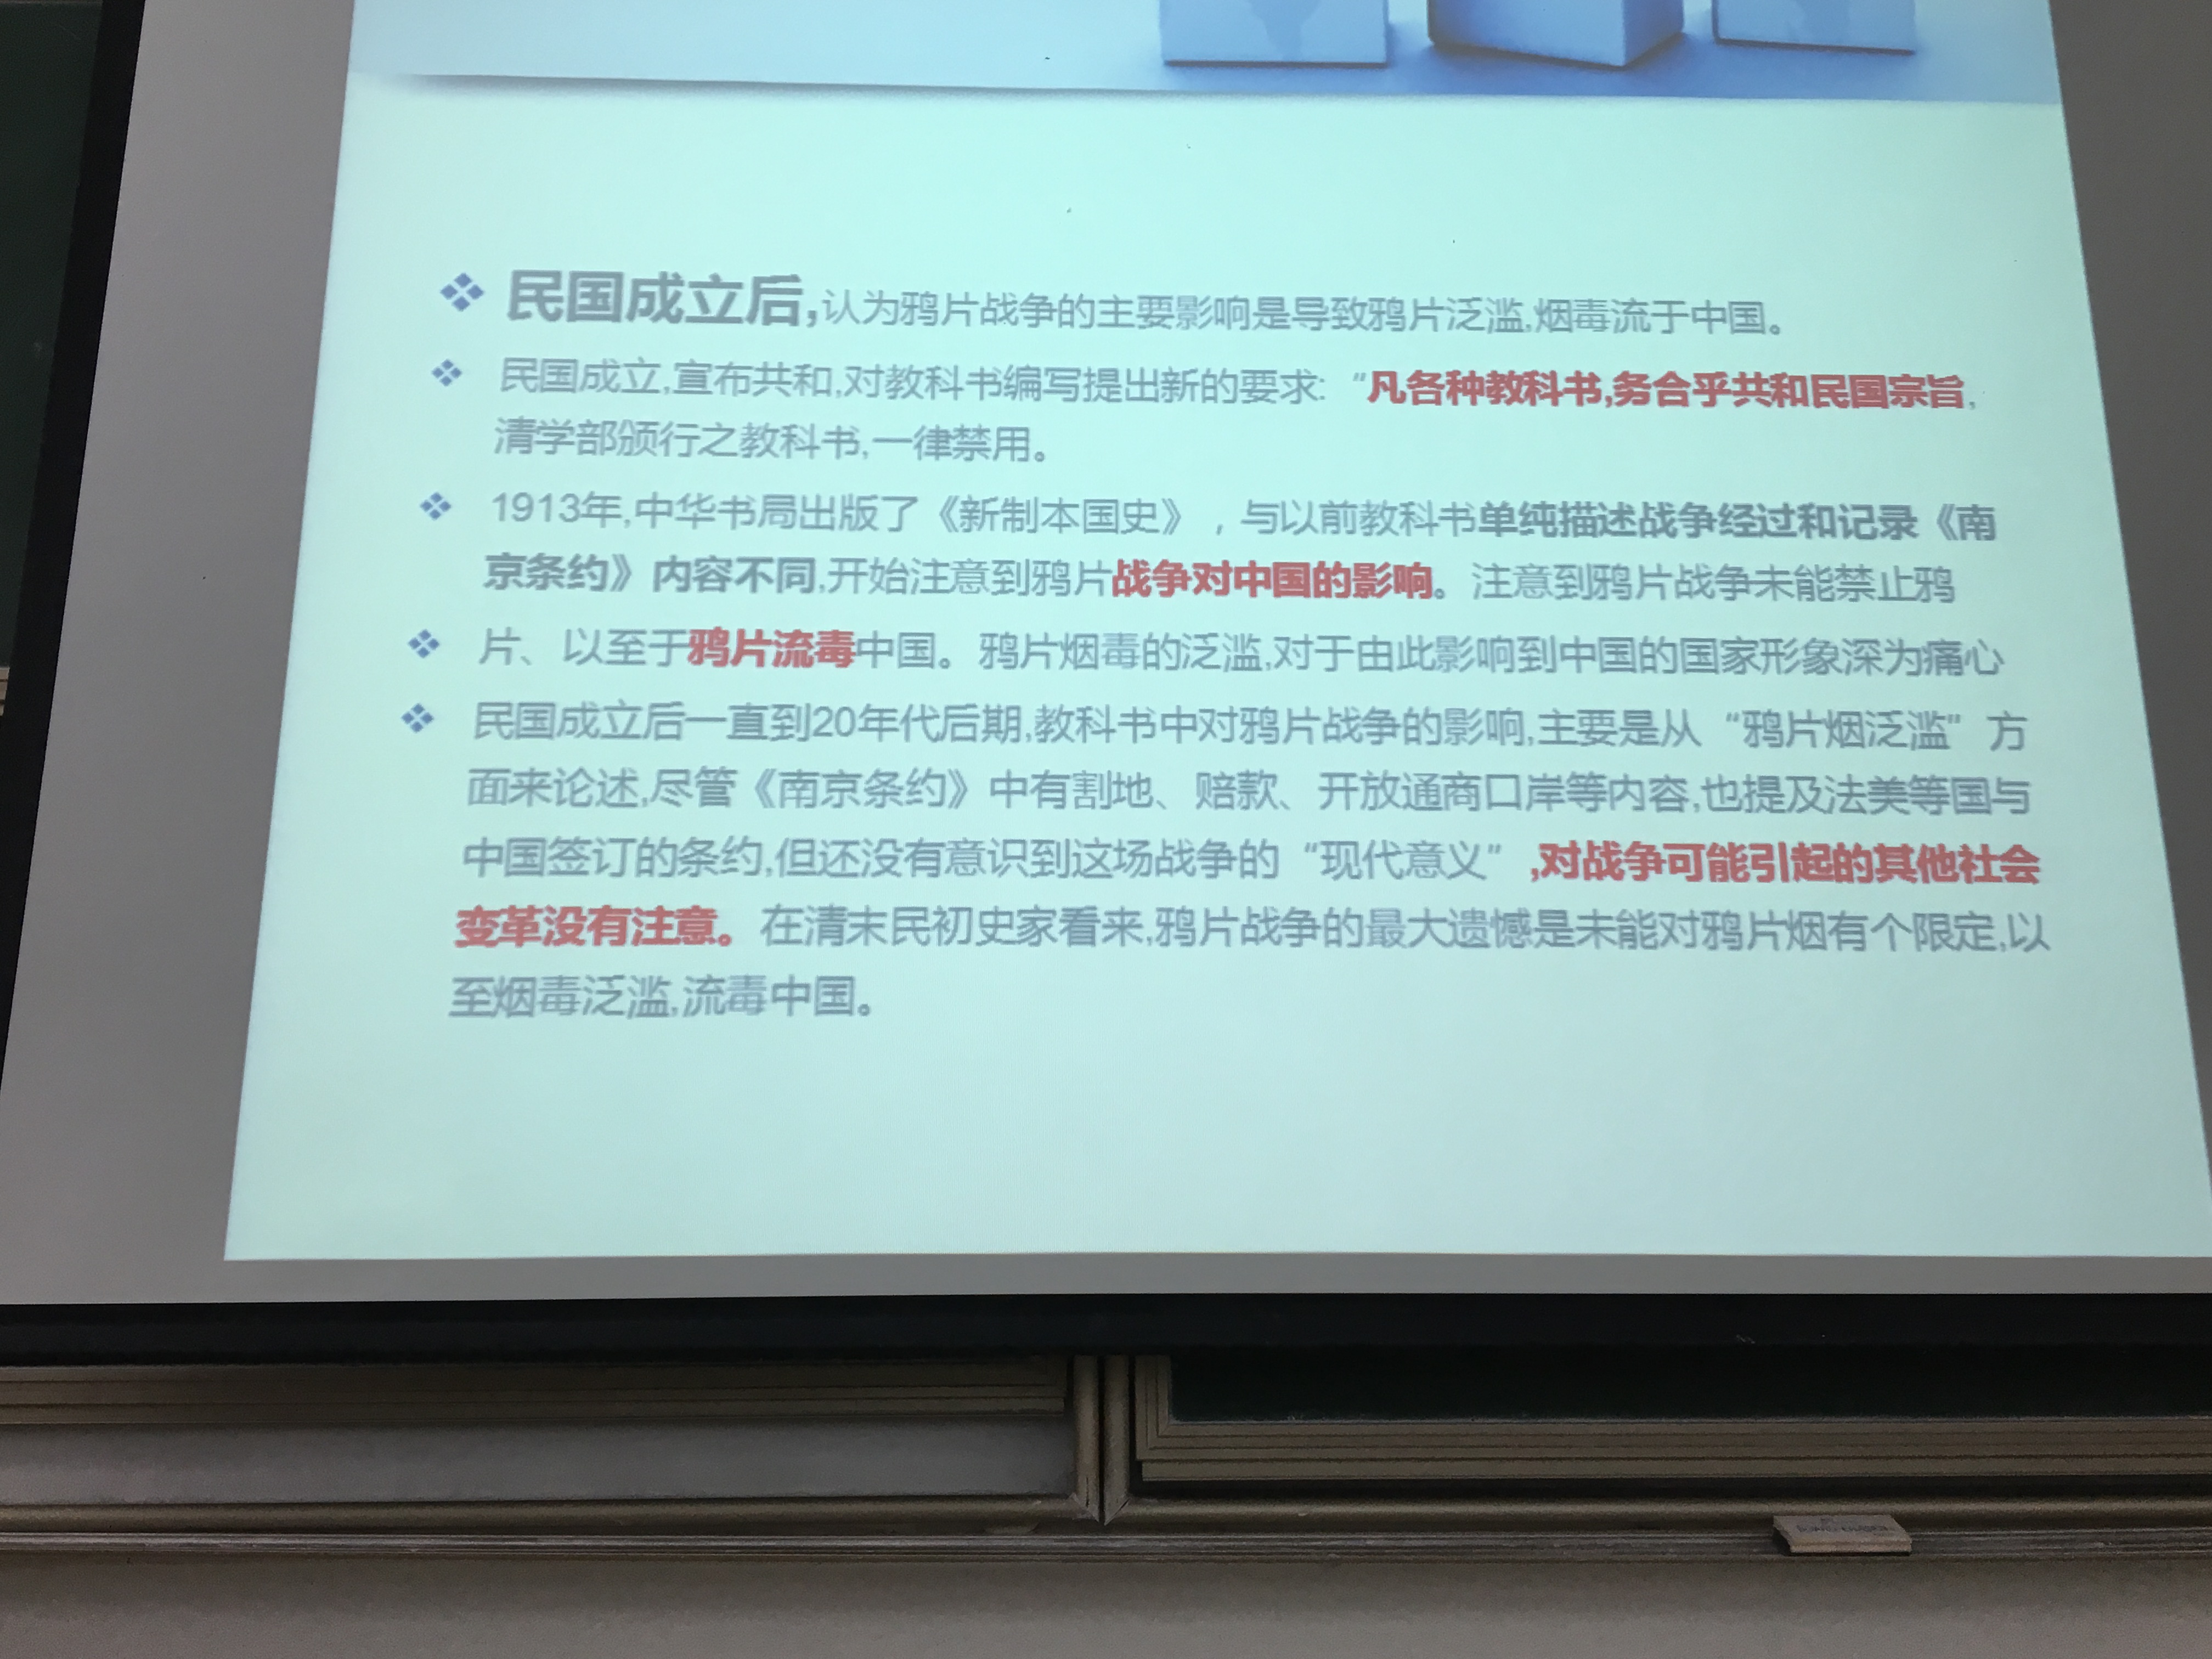 民国成立后,认为鸦片战争的主要影响是导致鸦片泛滥,烟毒流于中国。
民国成立,宣布共和,对教科书编写提出新的要求: “凡各种教科书,务合乎共和民国宗旨,
清学部颁行之教科书,一律禁用。
1913年,中华书局出版了《新制本国史》，与以前教科书单纯描述战争经过和记录《南
京条约》内容不同,开始注意到鸦片战争对中国的影响。注意到鸦片战争未能禁止鸦
片、以至于鸦片流毒中国。鸦片烟毒的泛滥,对于由此影响到中国的国家形象深为痛心
民国成立后一直到20年代后期,教科书中对鸦片战争的影响,主要是从“鸦片烟泛滥”方
面来论述,尽管《南京条约》中有割地、赔款、开放通商口岸等内容,也提及法美等国与
中国签订的条约,但还没有意识到这场战争的“现代意义”,对战争可能引起的其他社会
变革没有注意。在清末民初史家看来,鸦片战争的最大遗憾是未能对鸦片烟有个限定,以
至烟毒泛滥,流毒中国。